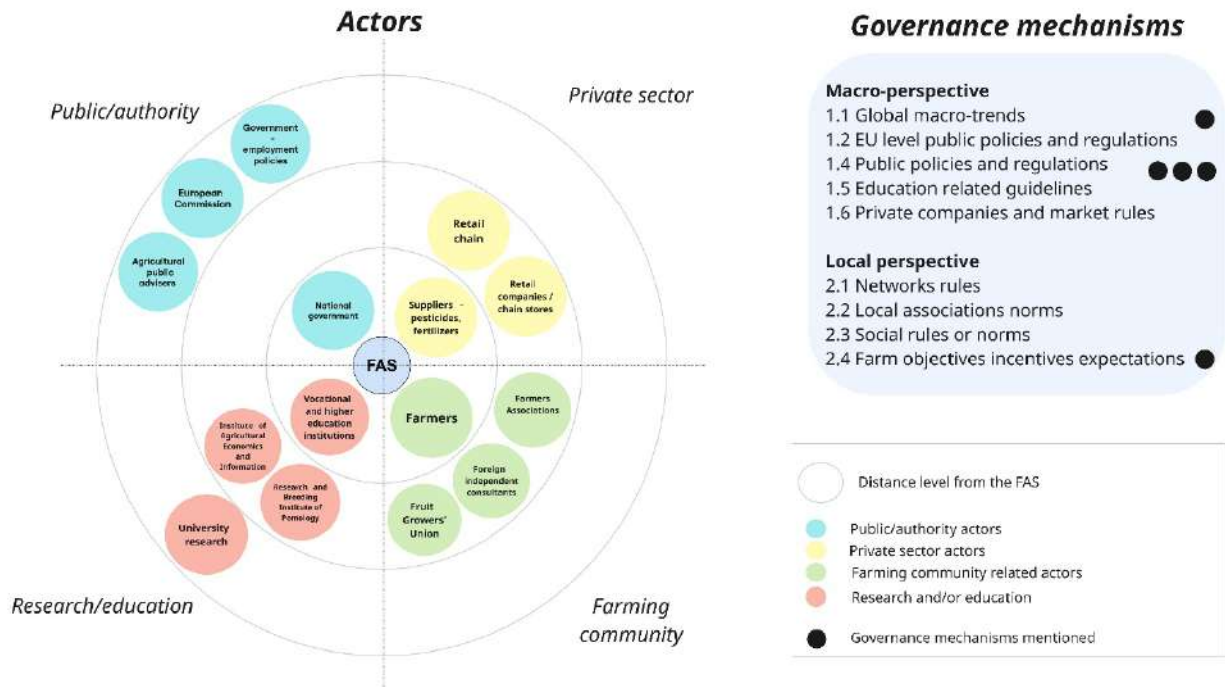 Actors
Public/authority
Private sector
Government
–
employment
policies
European
Commission
Agricultural
public
advisers
National
government
Retail
chain
Retail
companies /
chain stores
Suppliers –
pesticides,
fertilizers
FAS
Vocational
and higher
education
institutions
Institute of
Agricultural
Economics
and
Information
Research and
Breeding
Institute of
Pomology
University
research
Farmers
Farmers
Associations
Foreign
independent
consultants
Fruit
Growers'
Union
Research/education
Farming
community
Governance mechanisms
Macro-perspective
1.1 Global macro-trends
1.2 EU level public policies and regulations
1.4 Public policies and regulations
1.5 Education related guidelines
1.6 Private companies and market rules
Local perspective
2.1 Networks rules
2.2 Local associations norms
2.3 Social rules or norms
2.4 Farm objectives incentives expectations
Distance level from the FAS
Public/authority actors
Private sector actors
Farming community related actors
Research and/or education
Governance mechanisms mentioned